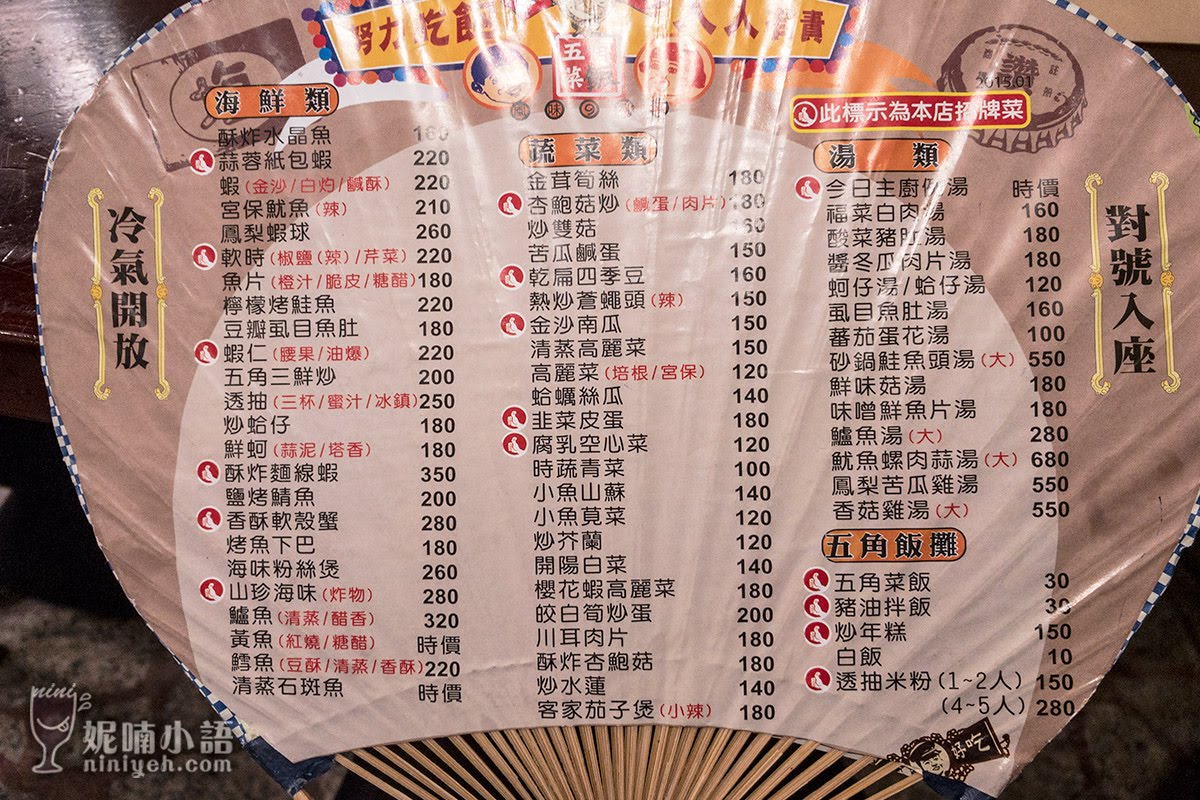 努力吃飯
人人有責
五
菜
讚
2015.01
此標示為本店招牌菜
冷氣開放
對號入座
海鮮類
酥炸水晶魚 180
蒜蓉紙包蝦 220
蝦(金沙/白灼/鹹酥) 220
宮保魷魚(辣) 210
鳳梨蝦球 260
軟時(椒鹽(辣)/芹菜) 220
魚片(橙汁/脆皮/糖醋) 180
檸檬烤鮭魚 220
豆瓣虱目魚肚 180
蝦仁(腰果/油爆) 220
五角三鮮炒 200
透抽(三杯/蜜汁/冰鎮) 250
炒蛤仔 180
鮮蚵(蒜泥/塔香) 180
酥炸麵線蝦 350
鹽烤鯖魚 200
香酥軟殼蟹 280
烤魚下巴 180
海味粉絲煲 260
山珍海味(炸物) 280
鱸魚(清蒸/醋香) 320
黃魚(紅燒/糖醋) 時價
鱈魚(豆酥/清蒸/香酥) 220
清蒸石斑魚 時價
蔬菜類
金茸筍絲 180
杏鮑菇炒(鹹蛋/肉片) 180
炒雙菇 160
苦瓜鹹蛋 150
乾扁四季豆 160
熱炒蒼蠅頭(辣) 150
金沙南瓜 150
清蒸高麗菜 150
高麗菜(培根/宮保) 120
蛤蠣絲瓜 140
韭菜皮蛋 180
腐乳空心菜 120
時蔬青菜 100
小魚山蘇 140
小魚莧菜 120
炒芥蘭 120
開陽白菜 140
櫻花蝦高麗菜 180
皎白筍炒蛋 200
川耳肉片 180
酥炸杏鮑菇 180
炒水蓮 140
客家茄子煲(小辣) 180
湯類
今日主廚例湯 時價
福菜白肉湯 160
酸菜豬肚湯 180
醬冬瓜肉片湯 180
蚵仔湯/蛤仔湯 120
虱目魚肚湯 160
蕃茄蛋花湯 100
砂鍋鮭魚頭湯(大) 550
鮮味菇湯 180
味噌鮮魚片湯 180
鱸魚湯(大) 280
魷魚螺肉蒜湯(大) 680
鳳梨苦瓜雞湯 550
香菇雞湯(大) 550
五角飯攤
五角菜飯 30
豬油拌飯 30
炒年糕 150
白飯 10
透抽米粉(1~2人) 150
(4~5人) 280
好吃
nini
妮喃小語
niniyeh.com